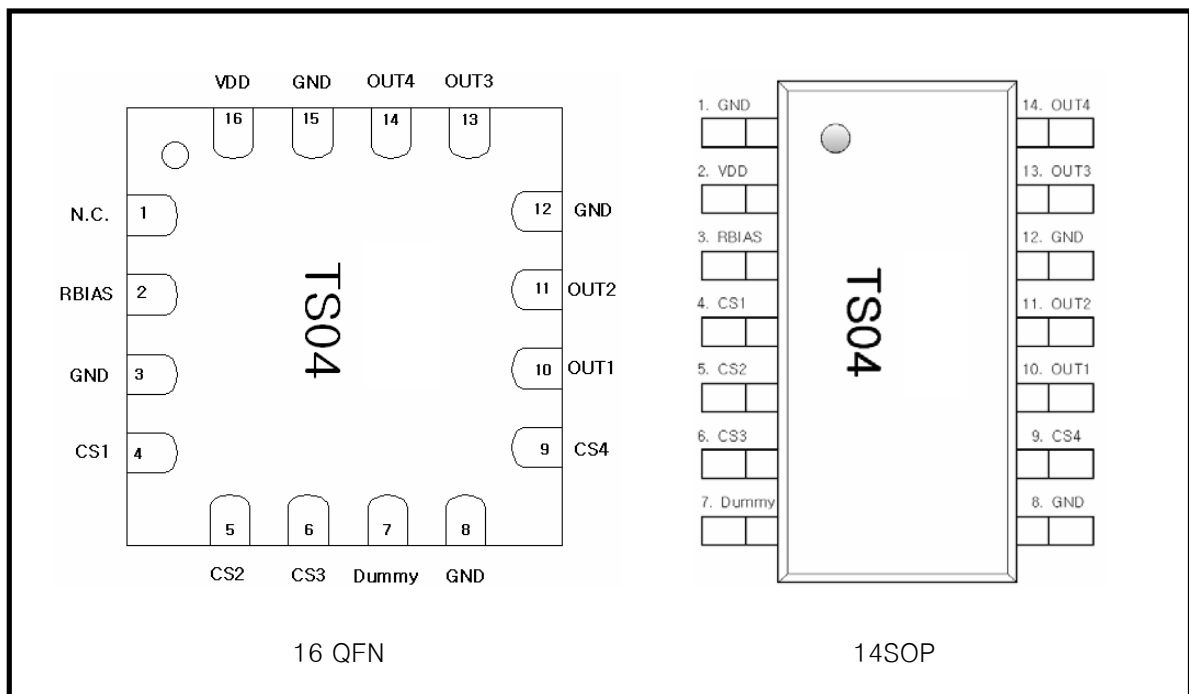 VDD GND OUT4 OUT3
16 15 14 13
N.C. 1
RBIAS 2
GND 3
CS1 4
12 GND
11 OUT2
10 OUT1
9 CS4
TS04
5 6 7 8
CS2 CS3 Dummy GND
16 QFN
1. GND
2. VDD
3. RBIAS
4. CS1
5. CS2
6. CS3
7. Dummy
TS04
14. OUT4
13. OUT3
12. GND
11. OUT2
10. OUT1
9. CS4
8. GND
14SOP